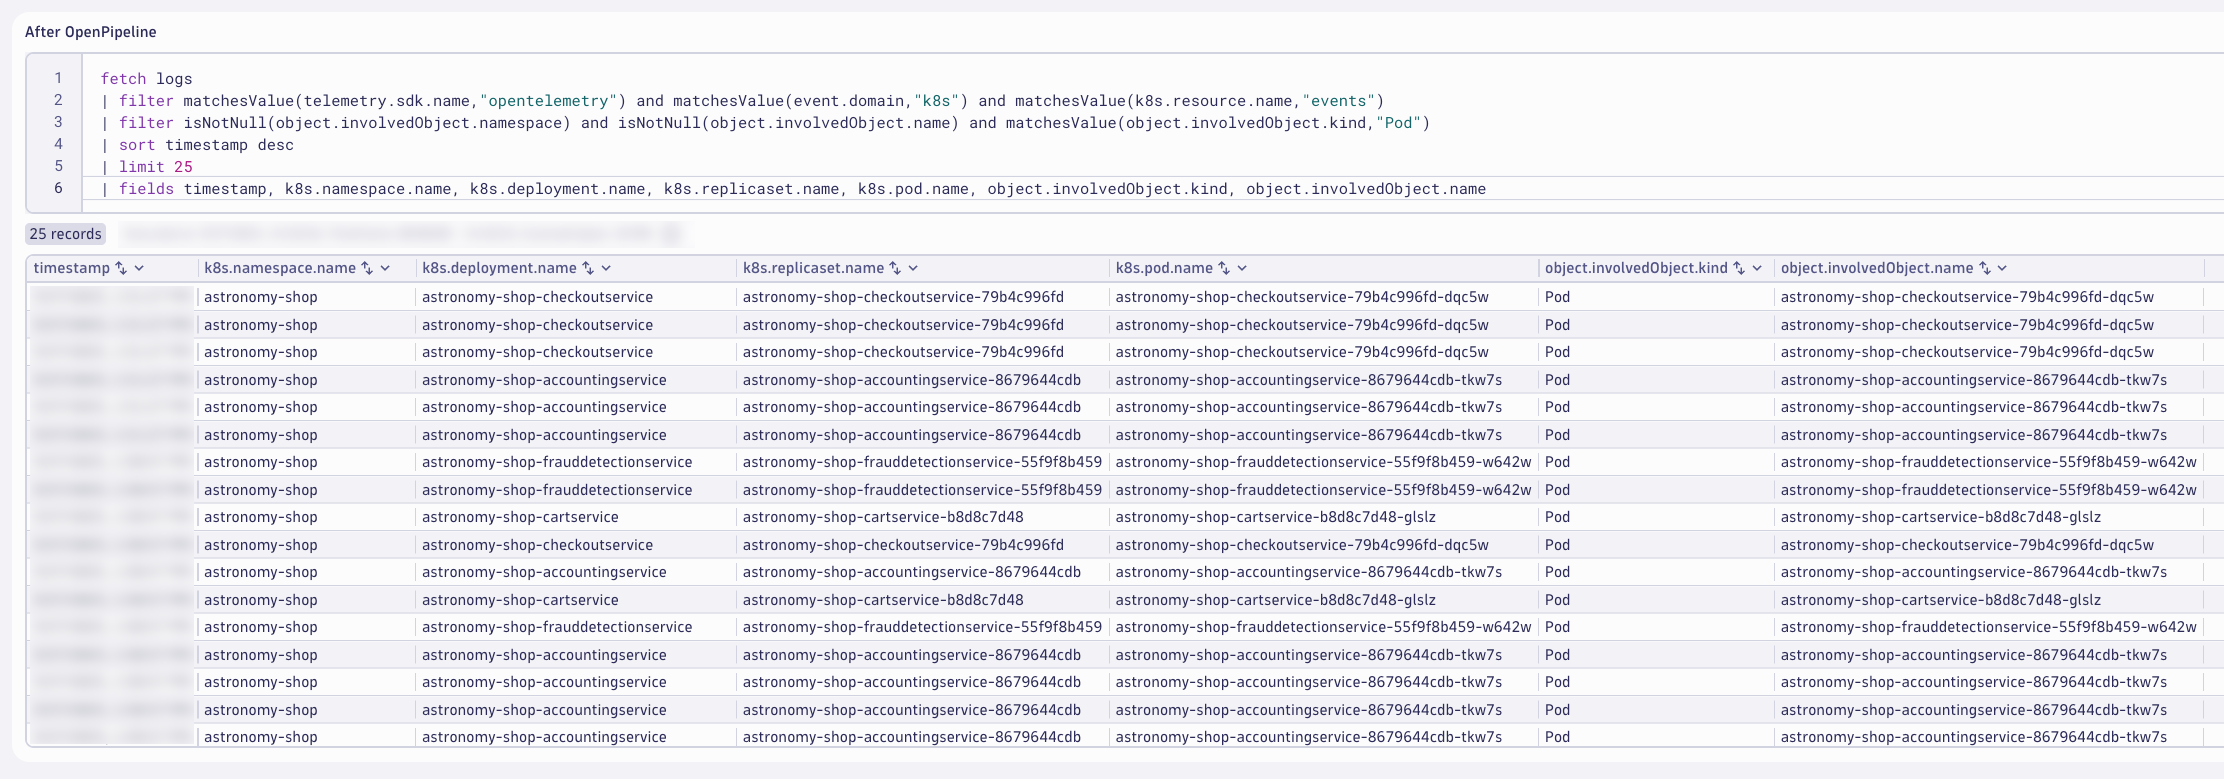 After OpenPipeline
1 fetch logs
2 | filter matchesValue(telemetry.sdk.name,"opentelemetry") and matchesValue(event.domain,"k8s") and matchesValue(k8s.resource.name,"events")
3 | filter isNotNull(object.involvedObject.namespace) and isNotNull(object.involvedObject.name) and matchesValue(object.involvedObject.kind,"Pod")
4 | sort timestamp desc
5 | limit 25
6 | fields timestamp, k8s.namespace.name, k8s.deployment.name, k8s.replicaset.name, k8s.pod.name, object.involvedObject.kind, object.involvedObject.name
25 records
timestamp k8s.namespace.name k8s.deployment.name k8s.replicaset.name k8s.pod.name object.involvedObject.kind object.involvedObject.name
astronomy-shop astronomy-shop-checkoutservice astronomy-shop-checkoutservice-79b4c996fd astronomy-shop-checkoutservice-79b4c996fd-dqc5w Pod astronomy-shop-checkoutservice-79b4c996fd-dqc5w
astronomy-shop astronomy-shop-checkoutservice astronomy-shop-checkoutservice-79b4c996fd astronomy-shop-checkoutservice-79b4c996fd-dqc5w Pod astronomy-shop-checkoutservice-79b4c996fd-dqc5w
astronomy-shop astronomy-shop-checkoutservice astronomy-shop-checkoutservice-79b4c996fd astronomy-shop-checkoutservice-79b4c996fd-dqc5w Pod astronomy-shop-checkoutservice-79b4c996fd-dqc5w
astronomy-shop astronomy-shop-accountingservice astronomy-shop-accountingservice-8679644cdb astronomy-shop-accountingservice-8679644cdb-tkw7s Pod astronomy-shop-accountingservice-8679644cdb-tkw7s
astronomy-shop astronomy-shop-accountingservice astronomy-shop-accountingservice-8679644cdb astronomy-shop-accountingservice-8679644cdb-tkw7s Pod astronomy-shop-accountingservice-8679644cdb-tkw7s
astronomy-shop astronomy-shop-accountingservice astronomy-shop-accountingservice-8679644cdb astronomy-shop-accountingservice-8679644cdb-tkw7s Pod astronomy-shop-accountingservice-8679644cdb-tkw7s
astronomy-shop astronomy-shop-frauddetectionservice astronomy-shop-frauddetectionservice-55f9f8b459 astronomy-shop-frauddetectionservice-55f9f8b459-w642w Pod astronomy-shop-frauddetectionservice-55f9f8b459-w642w
astronomy-shop astronomy-shop-frauddetectionservice astronomy-shop-frauddetectionservice-55f9f8b459 astronomy-shop-frauddetectionservice-55f9f8b459-w642w Pod astronomy-shop-frauddetectionservice-55f9f8b459-w642w
astronomy-shop astronomy-shop-cartservice astronomy-shop-cartservice-b8d8c7d48 astronomy-shop-cartservice-b8d8c7d48-glslz Pod astronomy-shop-cartservice-b8d8c7d48-glslz
astronomy-shop astronomy-shop-checkoutservice astronomy-shop-checkoutservice-79b4c996fd astronomy-shop-checkoutservice-79b4c996fd-dqc5w Pod astronomy-shop-checkoutservice-79b4c996fd-dqc5w
astronomy-shop astronomy-shop-accountingservice astronomy-shop-accountingservice-8679644cdb astronomy-shop-accountingservice-8679644cdb-tkw7s Pod astronomy-shop-accountingservice-8679644cdb-tkw7s
astronomy-shop astronomy-shop-cartservice astronomy-shop-cartservice-b8d8c7d48 astronomy-shop-cartservice-b8d8c7d48-glslz Pod astronomy-shop-cartservice-b8d8c7d48-glslz
astronomy-shop astronomy-shop-frauddetectionservice astronomy-shop-frauddetectionservice-55f9f8b459 astronomy-shop-frauddetectionservice-55f9f8b459-w642w Pod astronomy-shop-frauddetectionservice-55f9f8b459-w642w
astronomy-shop astronomy-shop-accountingservice astronomy-shop-accountingservice-8679644cdb astronomy-shop-accountingservice-8679644cdb-tkw7s Pod astronomy-shop-accountingservice-8679644cdb-tkw7s
astronomy-shop astronomy-shop-accountingservice astronomy-shop-accountingservice-8679644cdb astronomy-shop-accountingservice-8679644cdb-tkw7s Pod astronomy-shop-accountingservice-8679644cdb-tkw7s
astronomy-shop astronomy-shop-accountingservice astronomy-shop-accountingservice-8679644cdb astronomy-shop-accountingservice-8679644cdb-tkw7s Pod astronomy-shop-accountingservice-8679644cdb-tkw7s
astronomy-shop astronomy-shop-accountingservice astronomy-shop-accountingservice-8679644cdb astronomy-shop-accountingservice-8679644cdb-tkw7s Pod astronomy-shop-accountingservice-8679644cdb-tkw7s